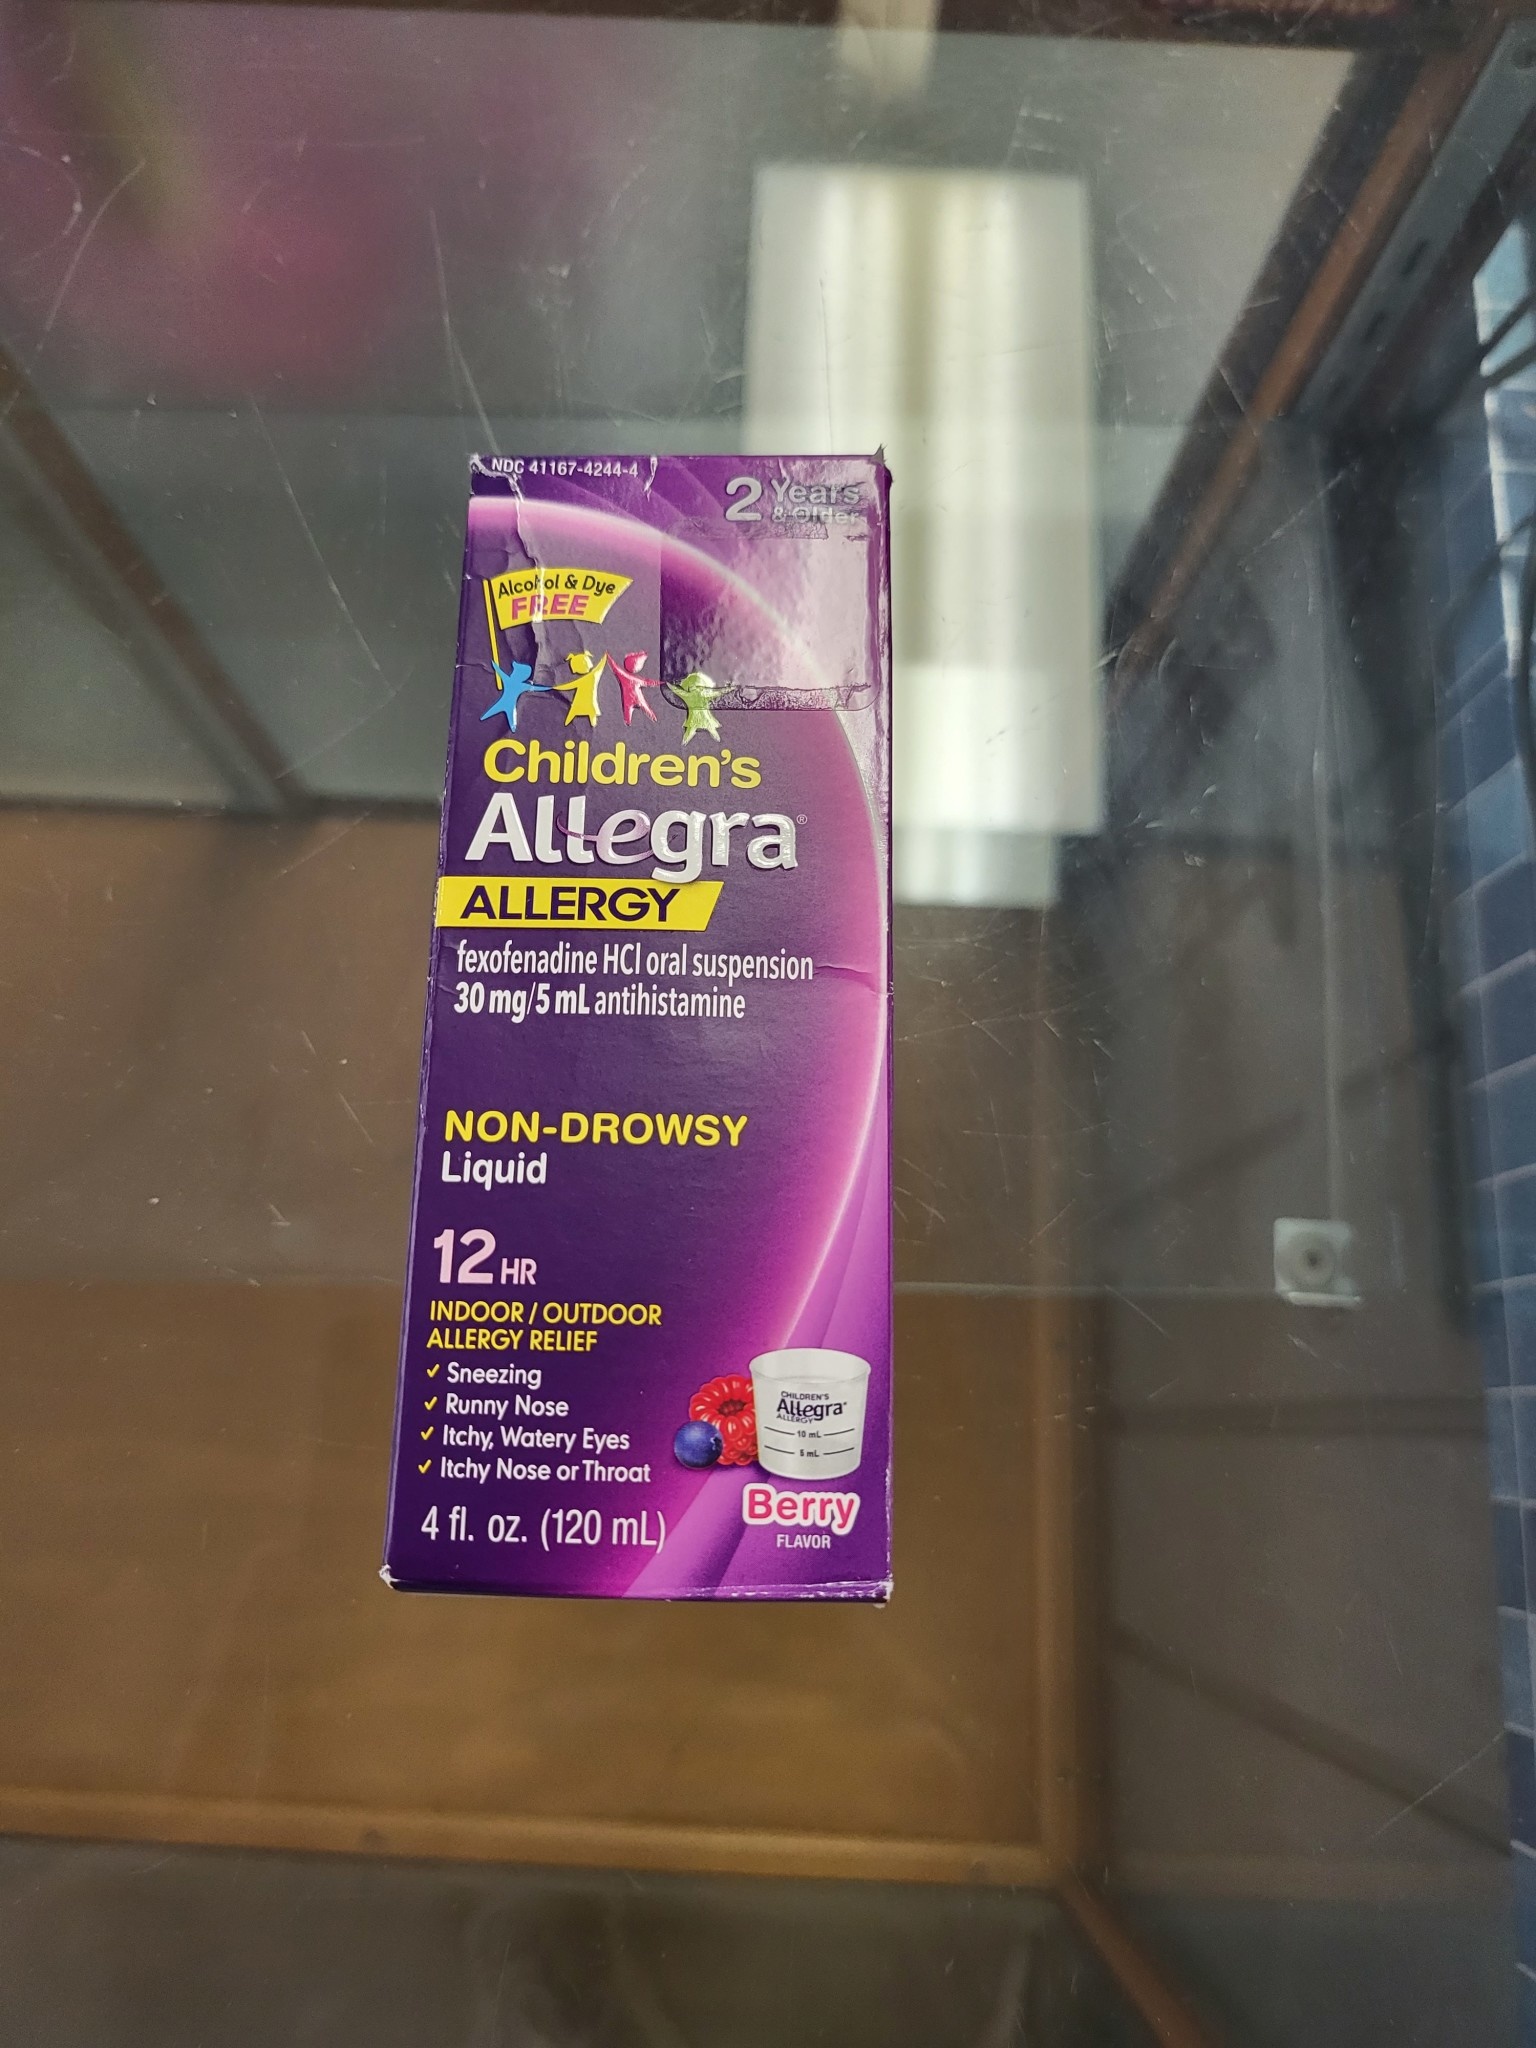 NDC 41167-4244-4
2 Years
& Older
Alcohol & Dye
FREE
Children's
Allegra®
ALLERGY
fexofenadine HCl oral suspension
30 mg/5 mL antihistamine
NON-DROWSY
Liquid
12 HR
INDOOR / OUTDOOR
ALLERGY RELIEF
✓ Sneezing
✓ Runny Nose
✓ Itchy, Watery Eyes
✓ Itchy Nose or Throat
4 fl. oz. (120 mL)
CHILDREN'S
Allegra®
ALLERGY
10 mL
5 mL
Berry
FLAVOR